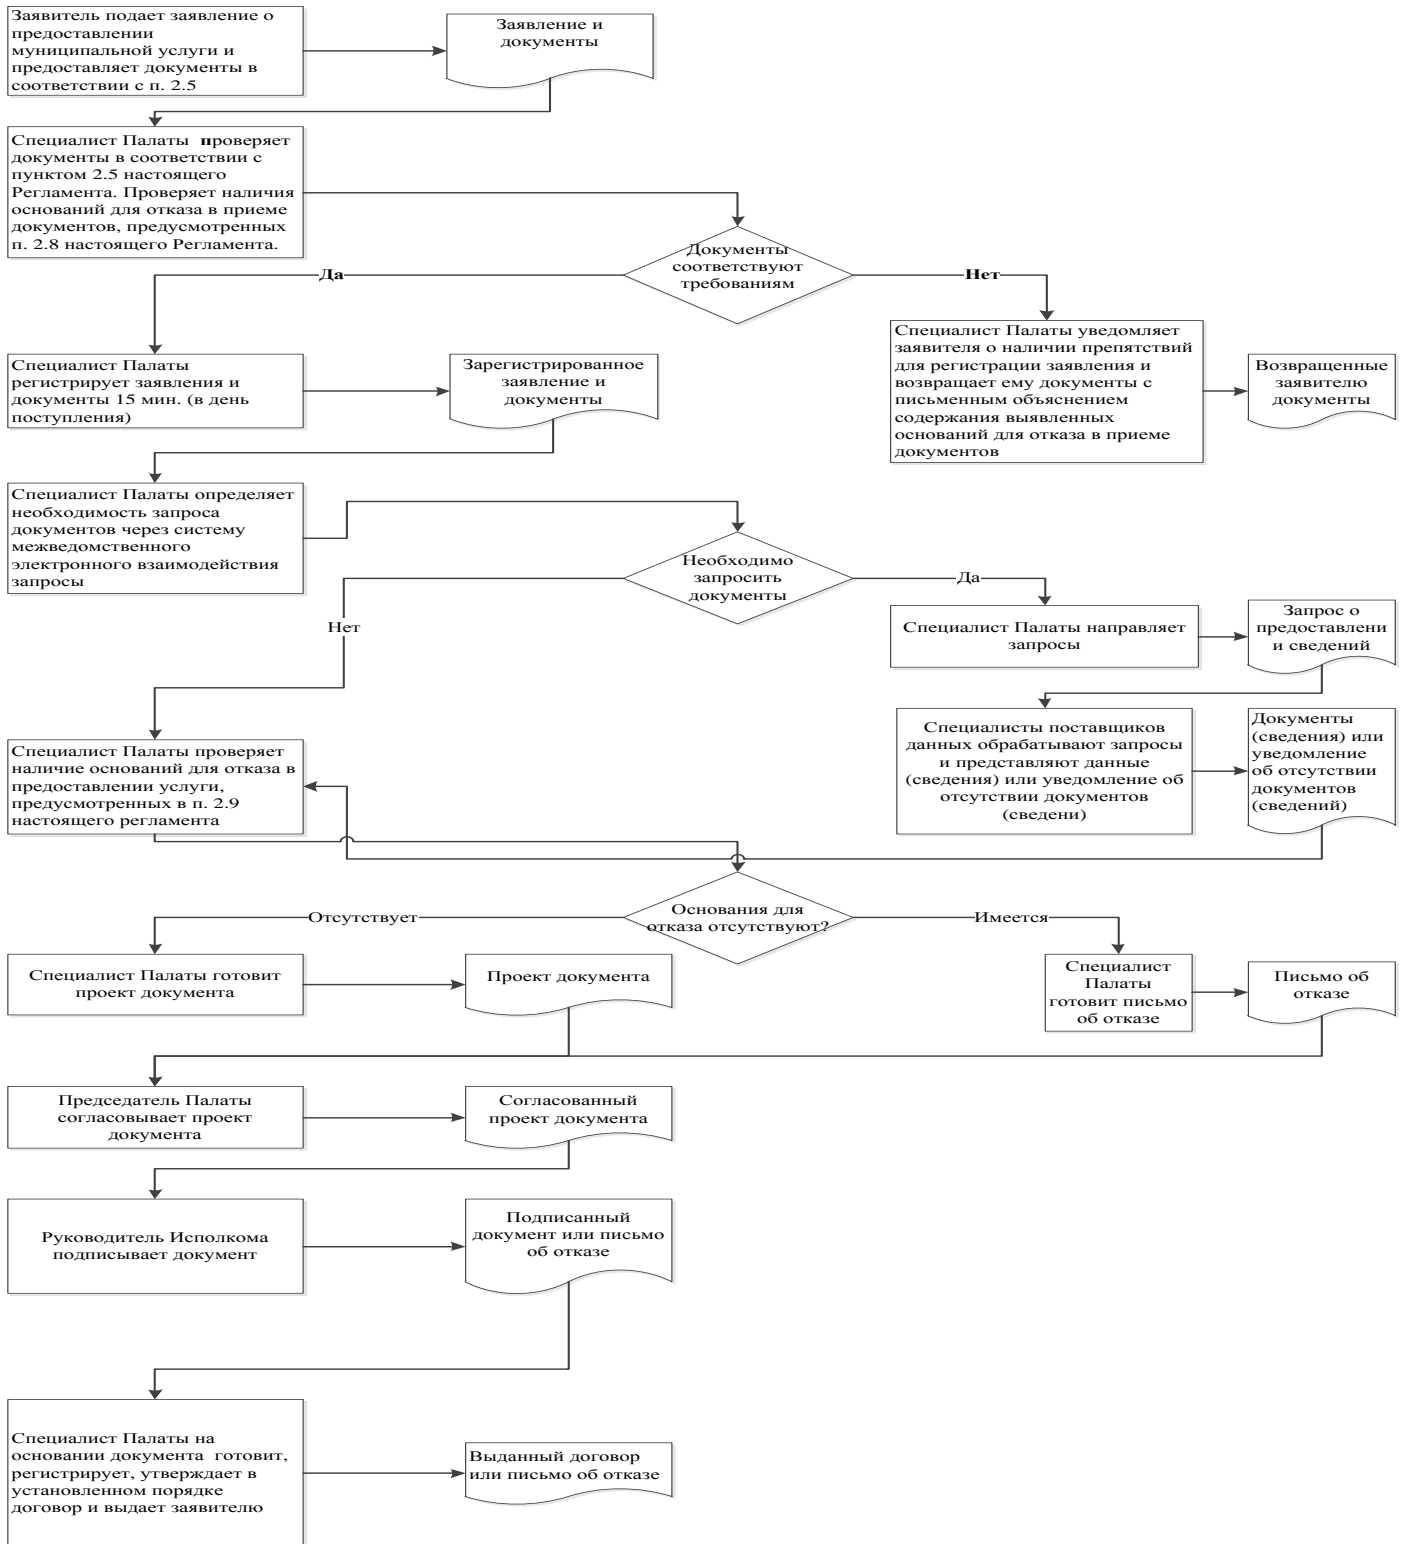 Заявитель подает заявление о
предоставлении
муниципальной услуги и
предоставляет документы в
соответствии с п. 2.5
Заявление и
документы
Специалист Палаты  проверяет
документы в соответствии с
пунктом 2.5 настоящего
Регламента. Проверяет наличия
оснований для отказа в приеме
документов, предусмотренных
п. 2.8 настоящего Регламента.
Документы
соответствуют
требованиям
Да
Нет
Специалист Палаты
регистрирует заявления и
документы 15 мин. (в день
поступления)
Зарегистрированное
заявление и
документы
Специалист Палаты уведомляет
заявителя о наличии препятствий
для регистрации заявления и
возвращает ему документы с
письменным объяснением
содержания выявленных
оснований для отказа в приеме
документов
Возвращенные
заявителю
документы
Специалист Палаты определяет
необходимость запроса
документов через систему
межведомственного
электронного взаимодействия
запросы
Необходимо
запросить
документы
Да
Нет
Специалист Палаты направляет
запросы
Запрос о
предоставлени
и сведений
Специалисты поставщиков
данных обрабатывают запросы
и представляют данные
(сведения) или уведомление об
отсутствии документов
(сведени)
Документы
(сведения) или
уведомление
об отсутствии
документов
(сведений)
Специалист Палаты проверяет
наличие оснований для отказа в
предоставлении услуги,
предусмотренных в п. 2.9
настоящего регламента
Основания для
отказа отсутствуют?
Отсутствует
Имеется
Специалист Палаты готовит
проект документа
Проект документа
Специалист
Палаты
готовит письмо
об отказе
Письмо об
отказе
Председатель Палаты
согласовывает проект
документа
Согласованный
проект документа
Руководитель Исполкома
подписывает документ
Подписанный
документ или письмо
об отказе
Специалист Палаты на
основании документа  готовит,
регистрирует, утверждает в
установленном порядке
договор и выдает заявителю
Выданный договор
или письмо об отказе